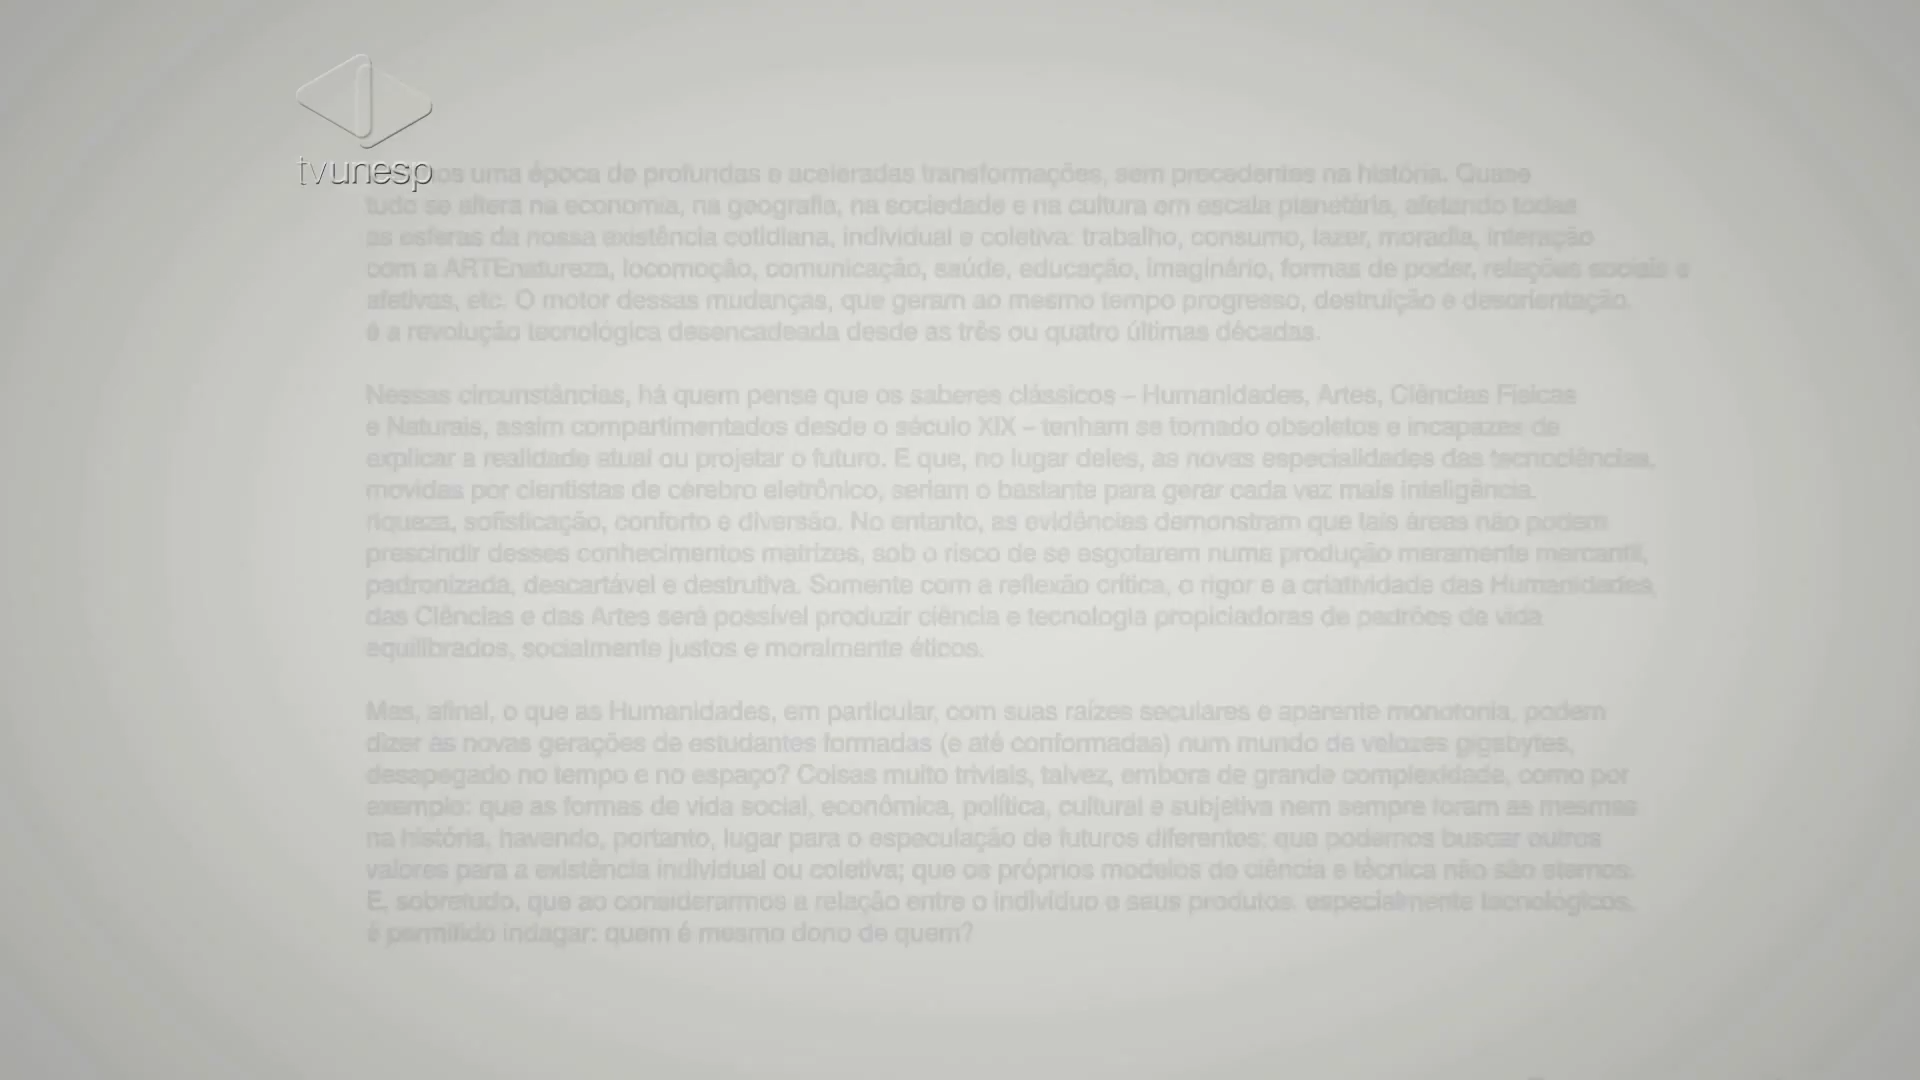 tvunesp
uma época de profundas e aceleradas transformações, sem precedentes na história. Quase
tudo se altera na economia, na geografia, na sociedade e na cultura em escala planetária, afetando todas
as esferas da nossa existência cotidiana, individual e coletiva: trabalho, consumo, lazer, moradia, interação
com a ARTEnatureza, locomoção, comunicação, saúde, educação, imaginário, formas de poder, relações sociais e
afetivas, etc. O motor dessas mudanças, que geram ao mesmo tempo progresso, destruição e desorientação,
é a revolução tecnológica desencadeada desde as três ou quatro últimas décadas.
Nessas circunstâncias, há quem pense que os saberes clássicos – Humanidades, Artes, Ciências Físicas
e Naturais, assim compartimentados desde o século XIX – tenham se tornado obsoletos e incapazes de
explicar a realidade atual ou projetar o futuro. E que, no lugar deles, as novas especialidades das tecnociências,
movidas por cientistas de cérebro eletrônico, seriam o bastante para gerar cada vez mais inteligência,
riqueza, sofisticação, conforto e diversão. No entanto, as evidências demonstram que tais áreas não podem
prescindir desses conhecimentos matrizes, sob o risco de se esgotarem numa produção meramente mercantil,
padronizada, descartável e destrutiva. Somente com a reflexão crítica, o rigor e a criatividade das Humanidades,
das Ciências e das Artes será possível produzir ciência e tecnologia propiciadoras de padrões de vida
equilibrados, socialmente justos e moralmente éticos.
Mas, afinal, o que as Humanidades, em particular, com suas raízes seculares e aparente monotonia, podem
dizer às novas gerações de estudantes formadas (e até conformadas) num mundo de velozes gigabytes,
desapegado no tempo e no espaço? Coisas muito triviais, talvez, embora de grande complexidade, como por
exemplo: que as formas de vida social, econômica, política, cultural e subjetiva nem sempre foram as mesmas
na história, havendo, portanto, lugar para o especulação de futuros diferentes; que podemos buscar outros
valores para a existência individual ou coletiva; que os próprios modelos de ciência e técnica não são eternos.
E, sobretudo, que ao considerarmos a relação entre o indivíduo e seus produtos, especialmente tecnológicos,
é permitido indagar: quem é mesmo dono de quem?